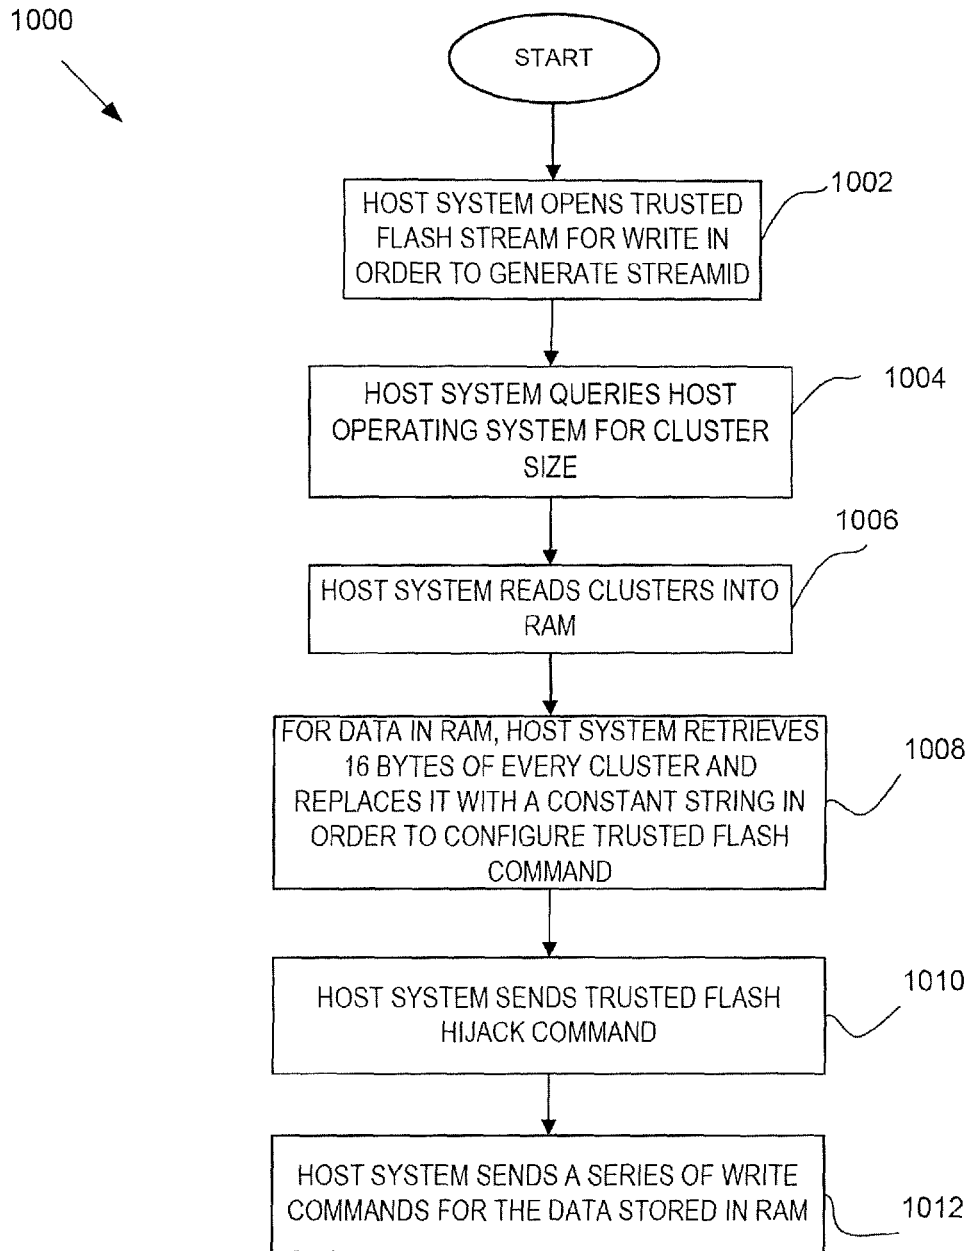 1000
START
1002
HOST SYSTEM OPENS TRUSTED
FLASH STREAM FOR WRITE IN
ORDER TO GENERATE STREAMID
1004
HOST SYSTEM QUERIES HOST
OPERATING SYSTEM FOR CLUSTER
SIZE
1006
HOST SYSTEM READS CLUSTERS INTO
RAM
1008
FOR DATA IN RAM, HOST SYSTEM RETRIEVES
16 BYTES OF EVERY CLUSTER AND
REPLACES IT WITH A CONSTANT STRING IN
ORDER TO CONFIGURE TRUSTED FLASH
COMMAND
1010
HOST SYSTEM SENDS TRUSTED FLASH
HIJACK COMMAND
1012
HOST SYSTEM SENDS A SERIES OF WRITE
COMMANDS FOR THE DATA STORED IN RAM